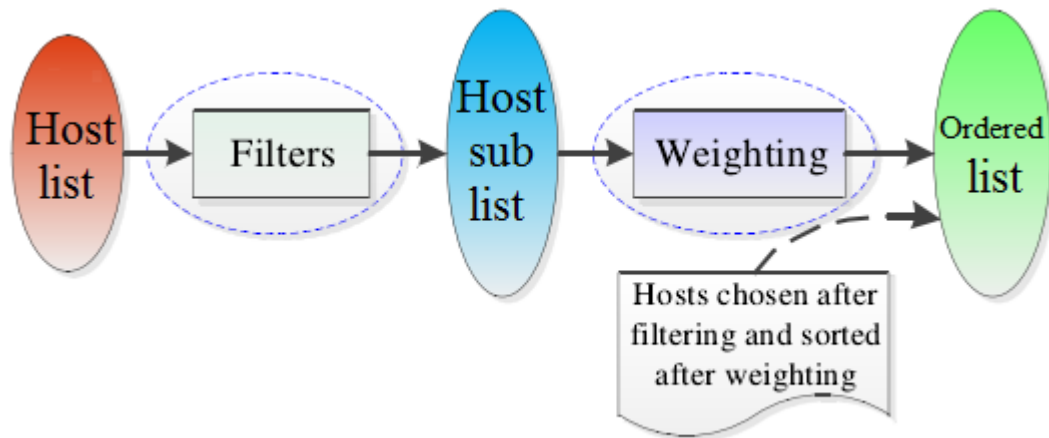 Host
list
Filters
Host
sub
list
Weighting
Ordered
list
Hosts chosen after
filtering and sorted
after weighting